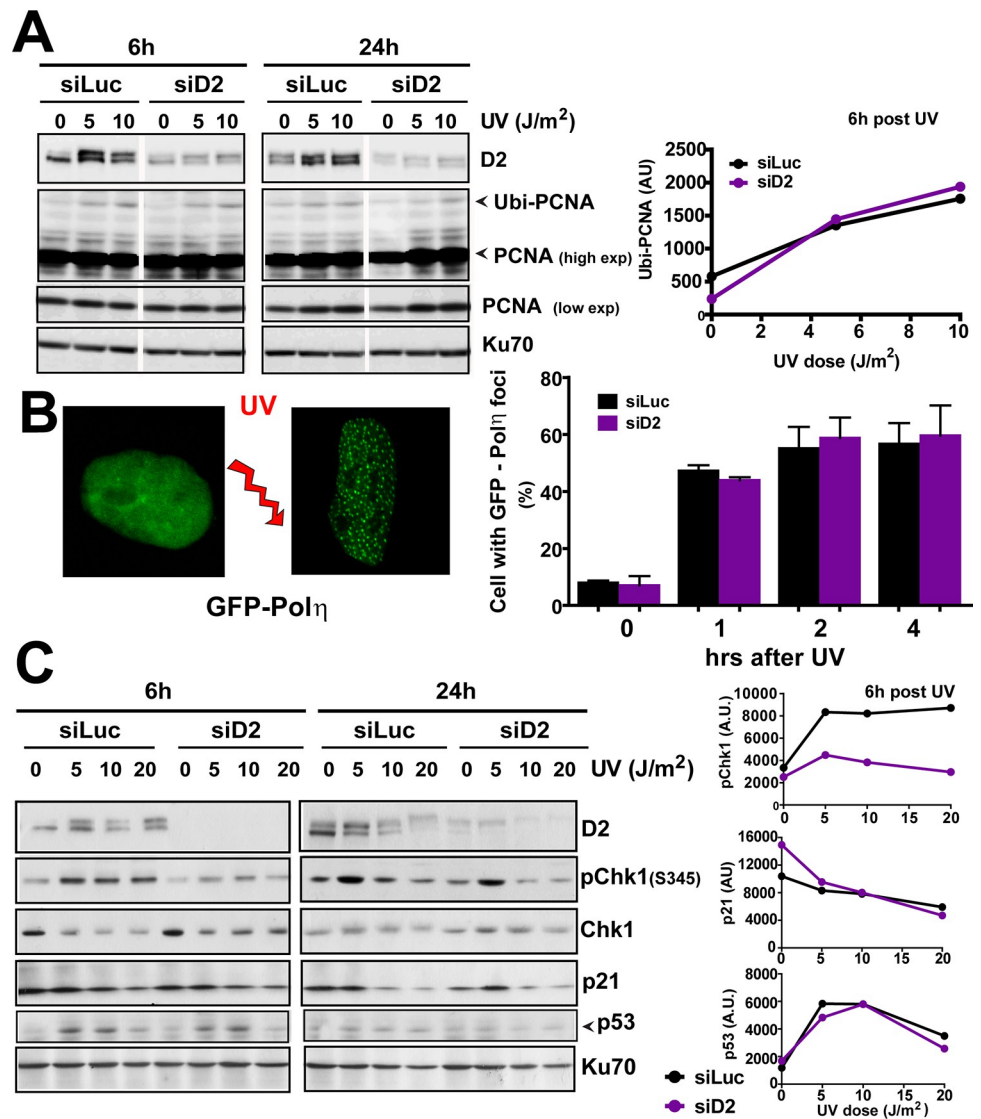 A
6h 24h
siLuc siD2 siLuc siD2
0 5 10 0 5 10 0 5 10 0 5 10 UV (J/m²)
D2
Ubi-PCNA
PCNA (high exp)
PCNA (low exp)
Ku70
6h post UV
siLuc
siD2
Ubi-PCNA (AU)
2500
2000
1500
1000
500
0
0 2 4 6 8 10
UV dose (J/m²)
B
UV
GFP-Polη
Cell with GFP - Polη foci
(%)
80
60
40
20
0
siLuc
siD2
0 1 2 4
hrs after UV
C
6h 24h
siLuc siD2 siLuc siD2
0 5 10 20 0 5 10 20 0 5 10 20 0 5 10 20 UV (J/m²)
D2
pChk1(S345)
Chk1
p21
p53
Ku70
6h post UV
pChk1 (A.U.)
10000
8000
6000
4000
2000
0
0 5 10 15 20
p21 (AU)
16000
12000
8000
4000
0
0 5 10 15 20
p53 (A.U.)
8000
6000
4000
2000
0
0 5 10 15 20
UV dose (J/m²)
siLuc
siD2